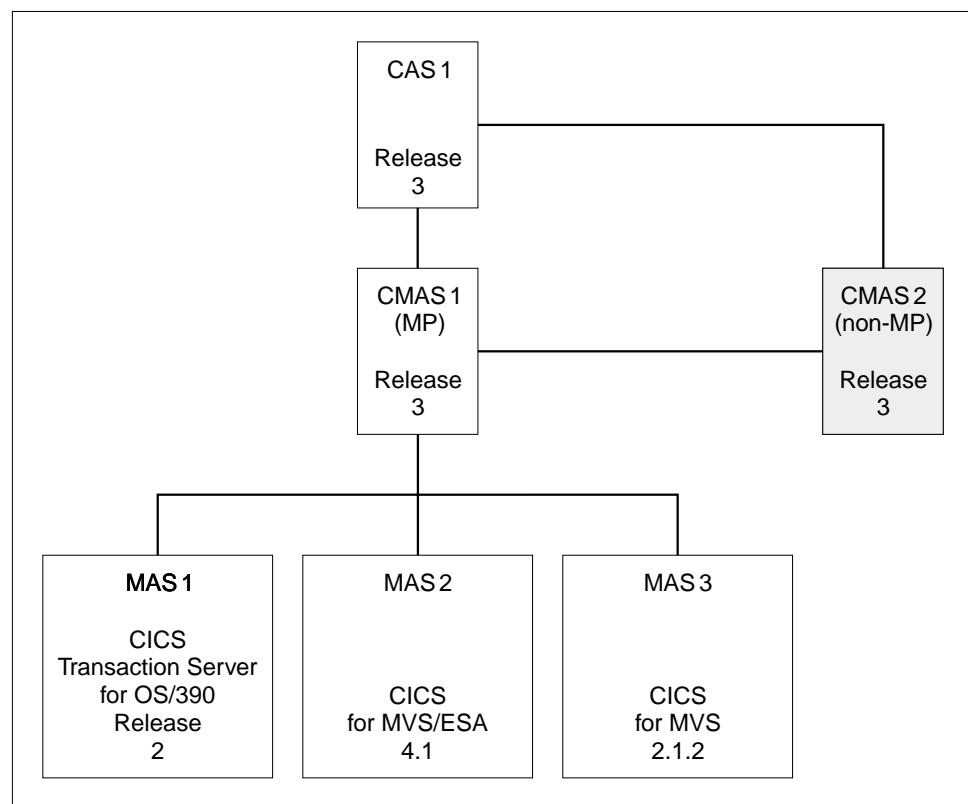 CAS 1
Release
3
CMAS 1
(MP)
Release
3
CMAS 2
(non-MP)
Release
3
MAS 1
CICS
Transaction Server
for OS/390
Release
2
MAS 2
CICS
for MVS/ESA
4.1
MAS 3
CICS
for MVS
2.1.2